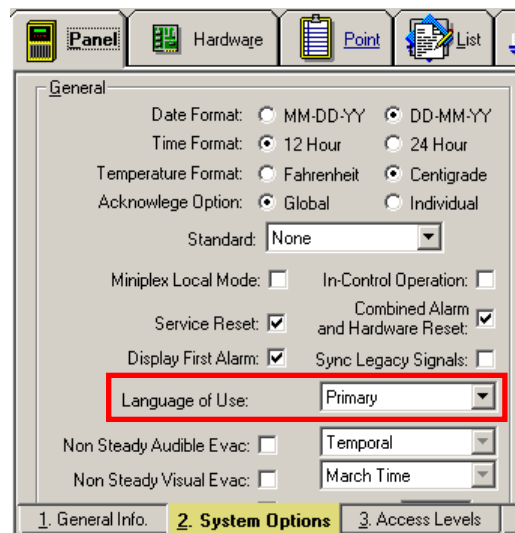 Panel Hardware Point List
General
Date Format: MM-DD-YY DD-MM-YY
Time Format: 12 Hour 24 Hour
Temperature Format: Fahrenheit Centigrade
Acknowlege Option: Global Individual
Standard: None
Miniplex Local Mode: In-Control Operation:
Service Reset: Combined Alarm
and Hardware Reset:
Display First Alarm: Sync Legacy Signals:
Language of Use: Primary
Non Steady Audible Evac: Temporal
Non Steady Visual Evac: March Time
1. General Info. 2. System Options 3. Access Levels